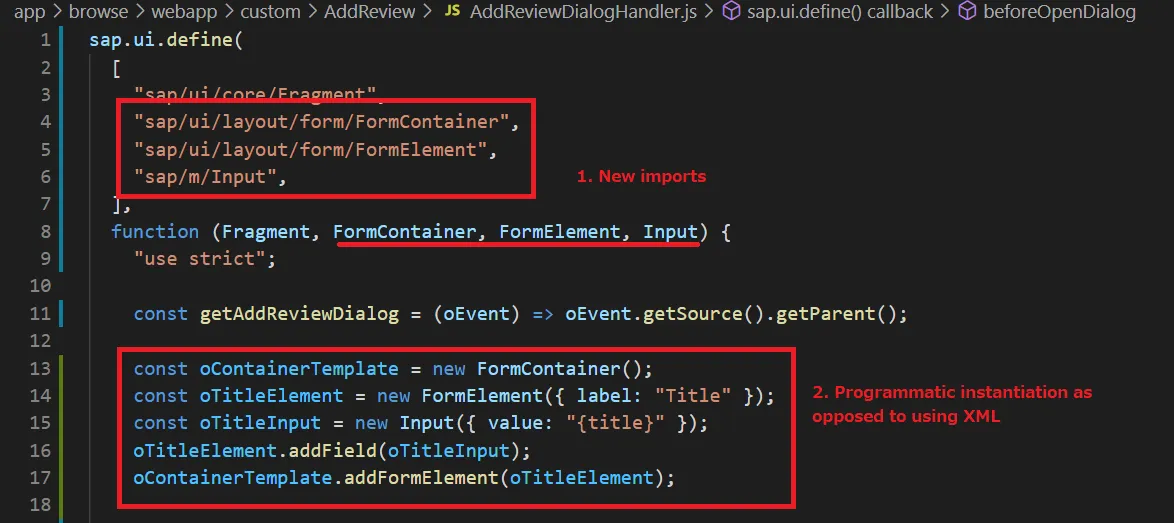 app > browse > webapp > custom > AddReview > JS AddReviewDialogHandler.js > sap.ui.define() callback > beforeOpenDialog
1 sap.ui.define(
2 [
3 "sap/ui/core/Fragment",
4 "sap/ui/layout/form/FormContainer",
5 "sap/ui/layout/form/FormElement",
6 "sap/m/Input",
1. New imports
7 ],
8 function (Fragment, FormContainer, FormElement, Input) {
9 "use strict";
10
11 const getAddReviewDialog = (oEvent) => oEvent.getSource().getParent();
12
13 const oContainerTemplate = new FormContainer();
14 const oTitleElement = new FormElement({ label: "Title" });
15 const oTitleInput = new Input({ value: "{title}" });
16 oTitleElement.addField(oTitleInput);
17 oContainerTemplate.addFormElement(oTitleElement);
18
2. Programmatic instantiation as
opposed to using XML